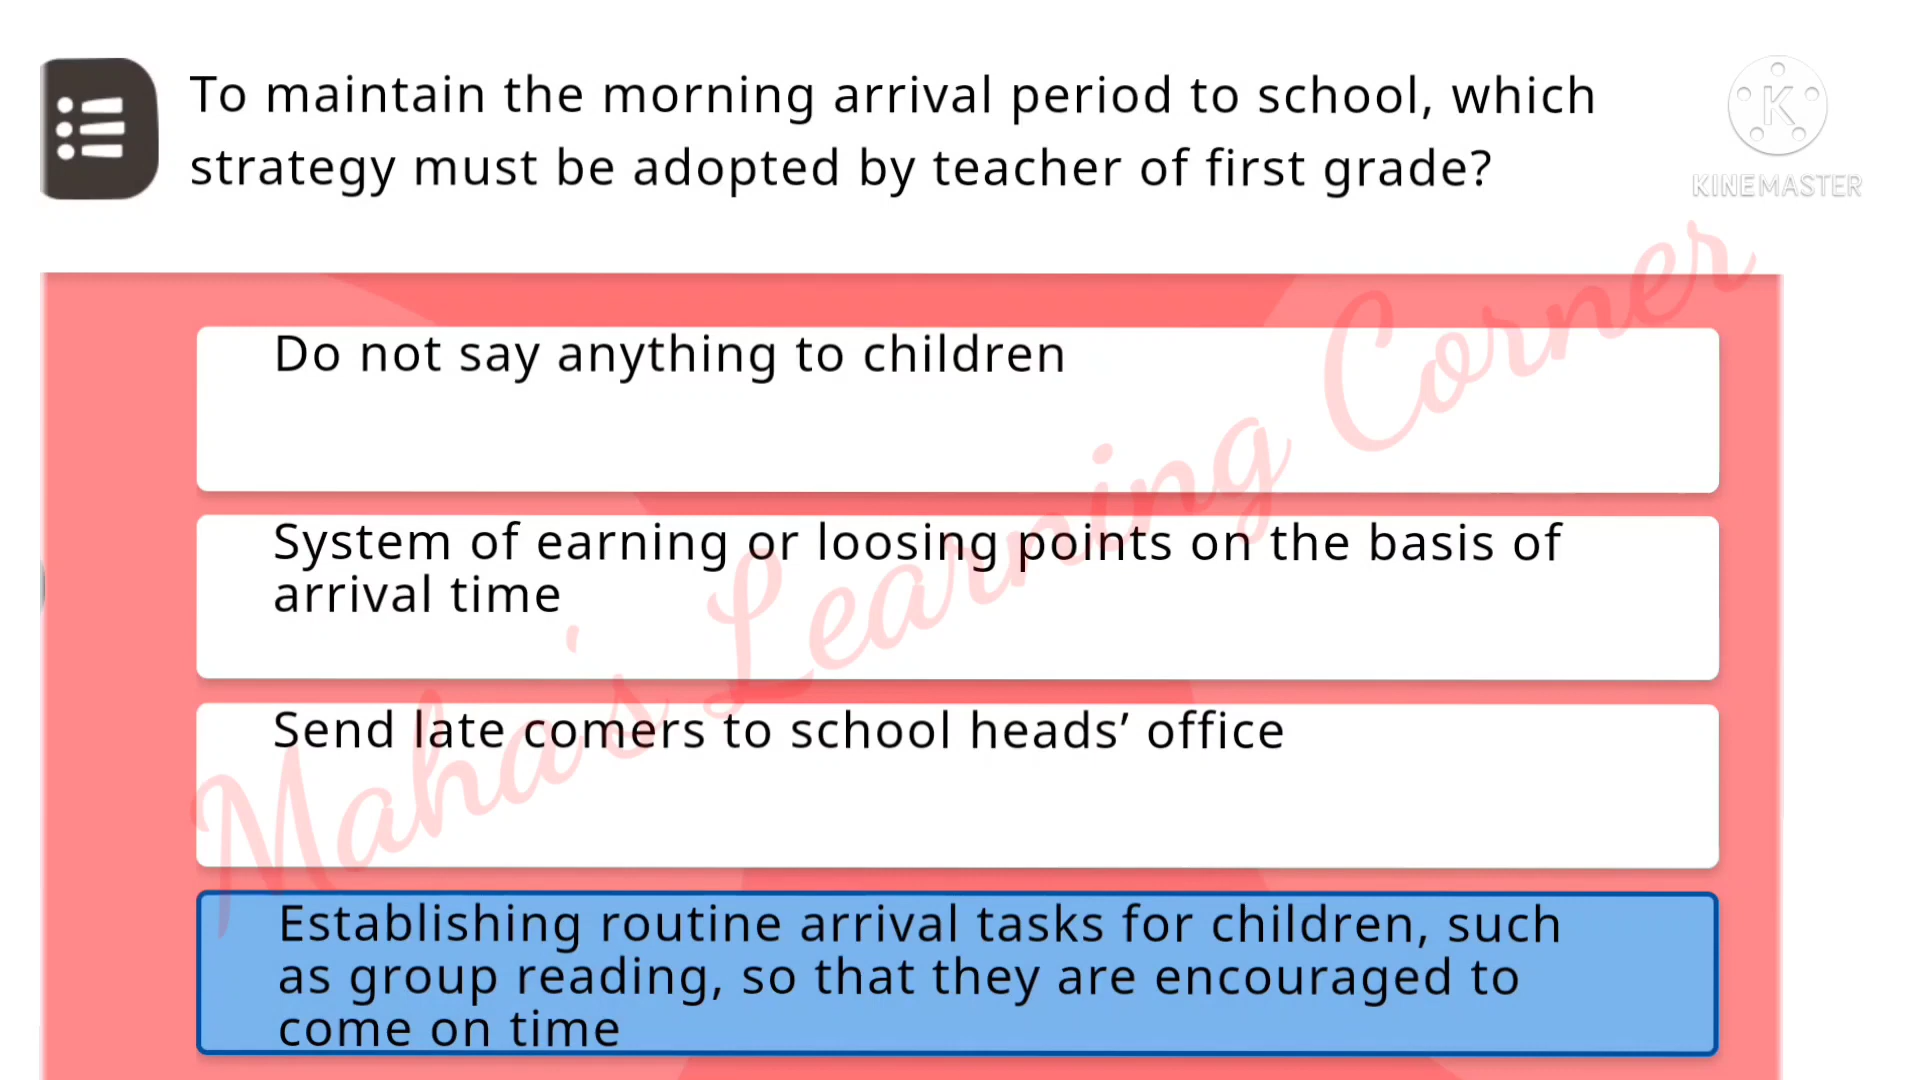 To maintain the morning arrival period to school, which
strategy must be adopted by teacher of first grade?
K
KINEMASTER
Do not say anything to children
System of earning or loosing points on the basis of
arrival time
Send late comers to school heads’ office
Establishing routine arrival tasks for children, such
as group reading, so that they are encouraged to
come on time
Maha's Learning Corner